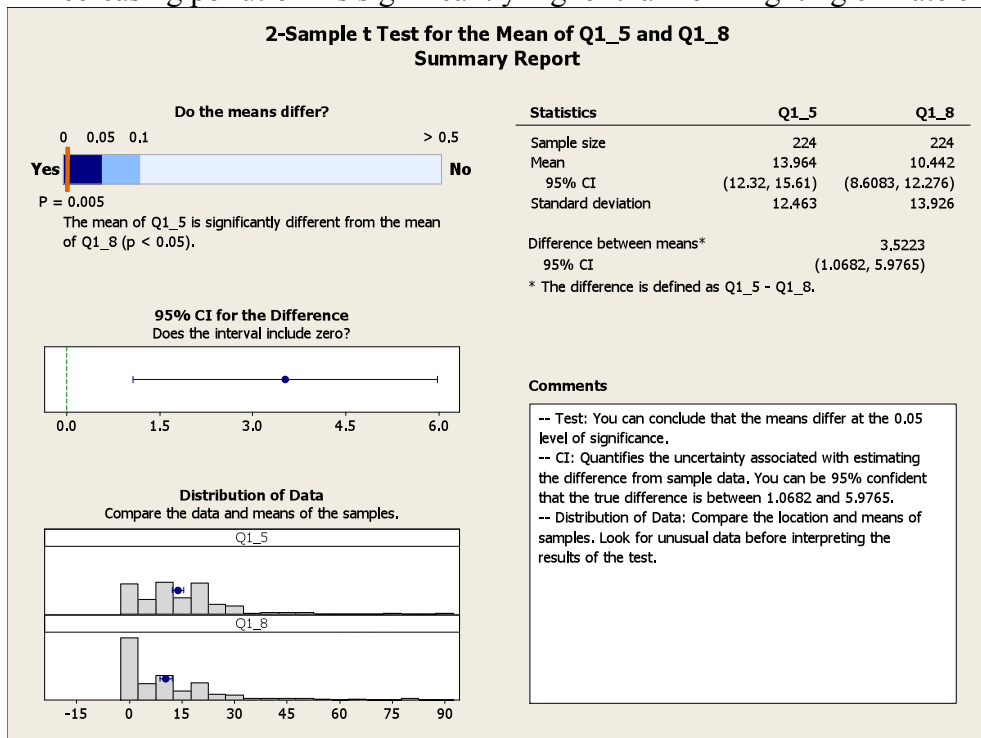 2-Sample t Test for the Mean of Q1_5 and Q1_8
Summary Report
Do the means differ?
0 0.05 0.1 > 0.5
Yes No
P = 0.005
The mean of Q1_5 is significantly different from the mean
of Q1_8 (p < 0.05).
Statistics Q1_5 Q1_8
Sample size 224 224
Mean 13.964 10.442
95% CI (12.32, 15.61) (8.6083, 12.276)
Standard deviation 12.463 13.926
Difference between means* 3.5223
95% CI (1.0682, 5.9765)
* The difference is defined as Q1_5 - Q1_8.
95% CI for the Difference
Does the interval include zero?
0.0 1.5 3.0 4.5 6.0
Distribution of Data
Compare the data and means of the samples.
Q1_5
Q1_8
-15 0 15 30 45 60 75 90
Comments
-- Test: You can conclude that the means differ at the 0.05
level of significance.
-- CI: Quantifies the uncertainty associated with estimating
the difference from sample data. You can be 95% confident
that the true difference is between 1.0682 and 5.9765.
-- Distribution of Data: Compare the location and means of
samples. Look for unusual data before interpreting the
results of the test.